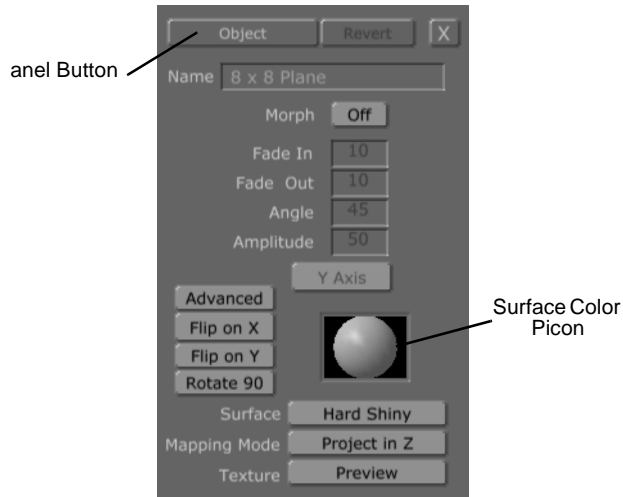 Object Revert X
anel Button
Name 8 x 8 Plane
Morph Off
Fade In 10
Fade Out 10
Angle 45
Amplitude 50
Y Axis
Advanced
Flip on X
Flip on Y
Rotate 90
Surface Color
Picon
Surface Hard Shiny
Mapping Mode Project in Z
Texture Preview